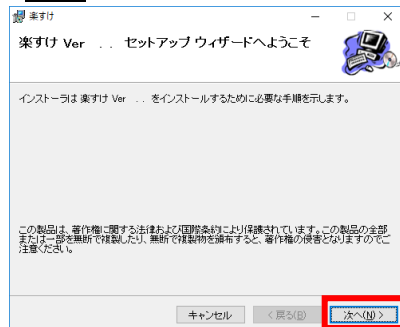 楽すけ
楽すけ Ver . . セットアップ ウィザードへようこそ
インストーラは 楽すけ Ver . . をインストールするために必要な手順を示します。
この製品は、著作権に関する法律および国際条約により保護されています。この製品の全部
または一部を無断で複製したり、無断で複製物を頒布すると、著作権の侵害となりますのでご
注意ください。
キャンセル
< 戻る(B)
次へ(N) >